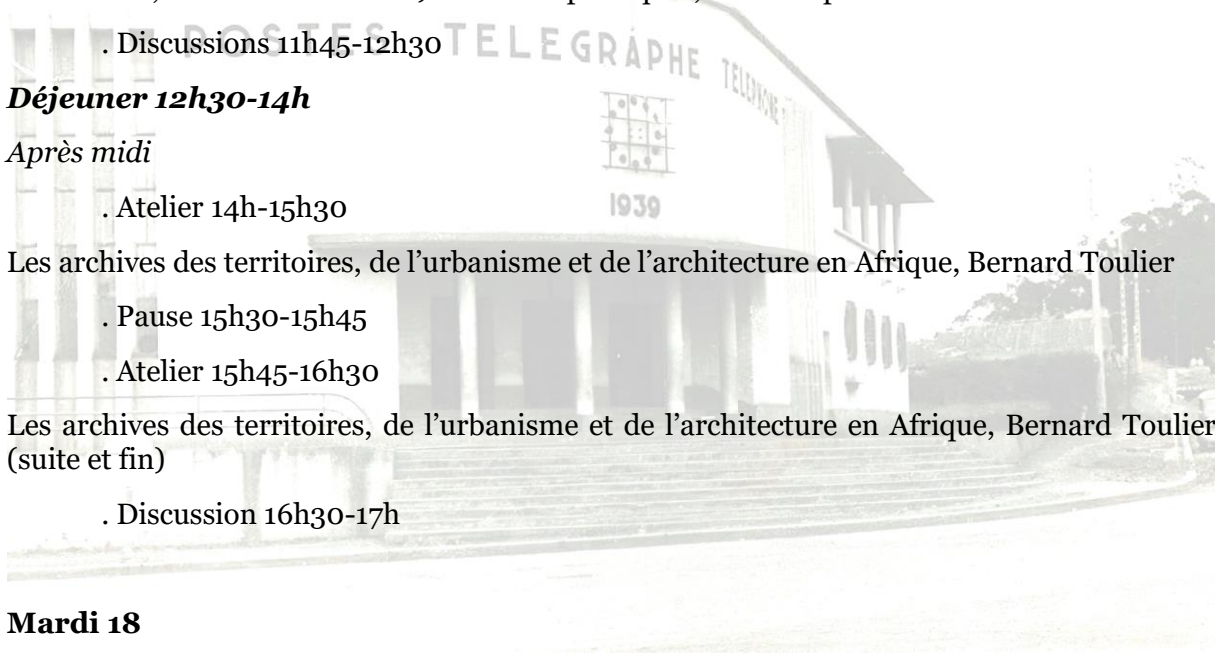 . Discussions 11h45-12h30
POSTES TELEGRAPHE TELEPHONE
Déjeuner 12h30-14h
Après midi
1939
. Atelier 14h-15h30
Les archives des territoires, de l’urbanisme et de l’architecture en Afrique, Bernard Toulier
. Pause 15h30-15h45
. Atelier 15h45-16h30
Les archives des territoires, de l’urbanisme et de l’architecture en Afrique, Bernard Toulier
(suite et fin)
. Discussion 16h30-17h
Mardi 18